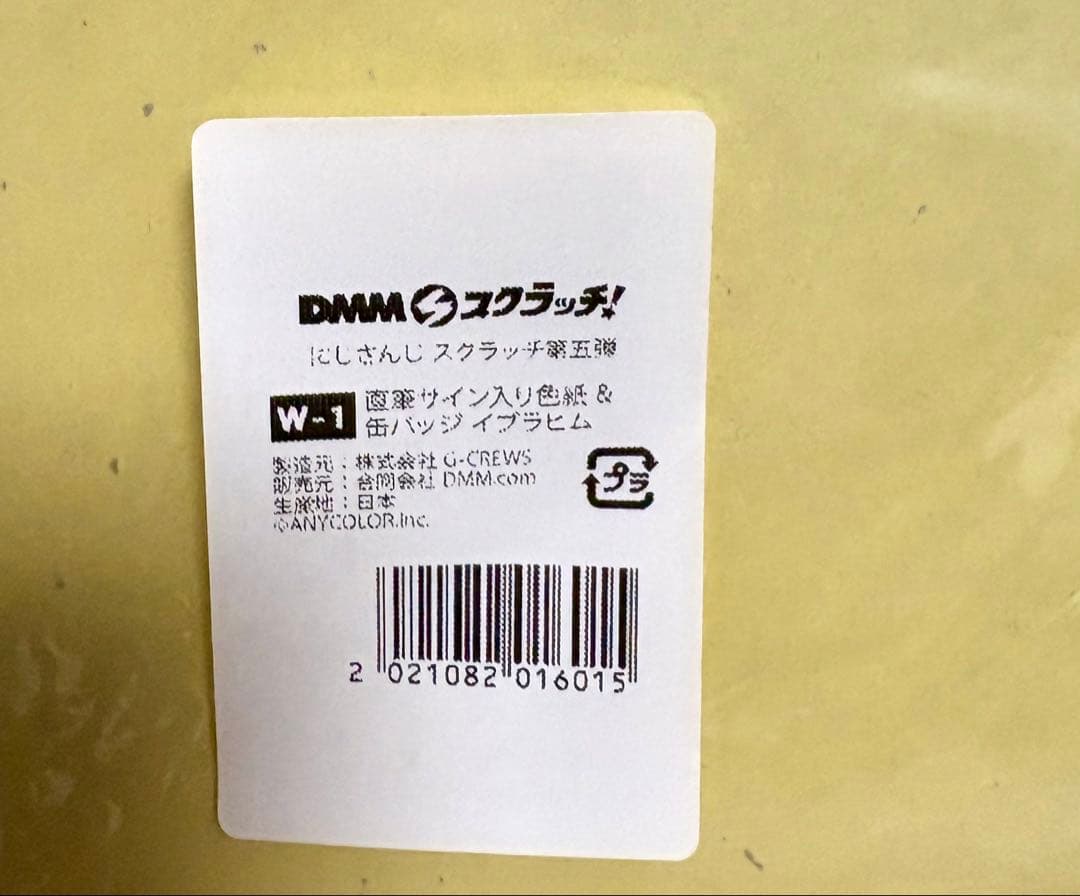 DMMスクラッチ!
にじさんじ スクラッチ第五弾
W-1
直筆サイン入り色紙 &
缶バッジ イブラヒム
製造元：株式会社 G-CREWS
販売元：合同会社 DMM.com
生産地：日本
©ANYCOLOR.Inc.
プラ
2 021082 016015